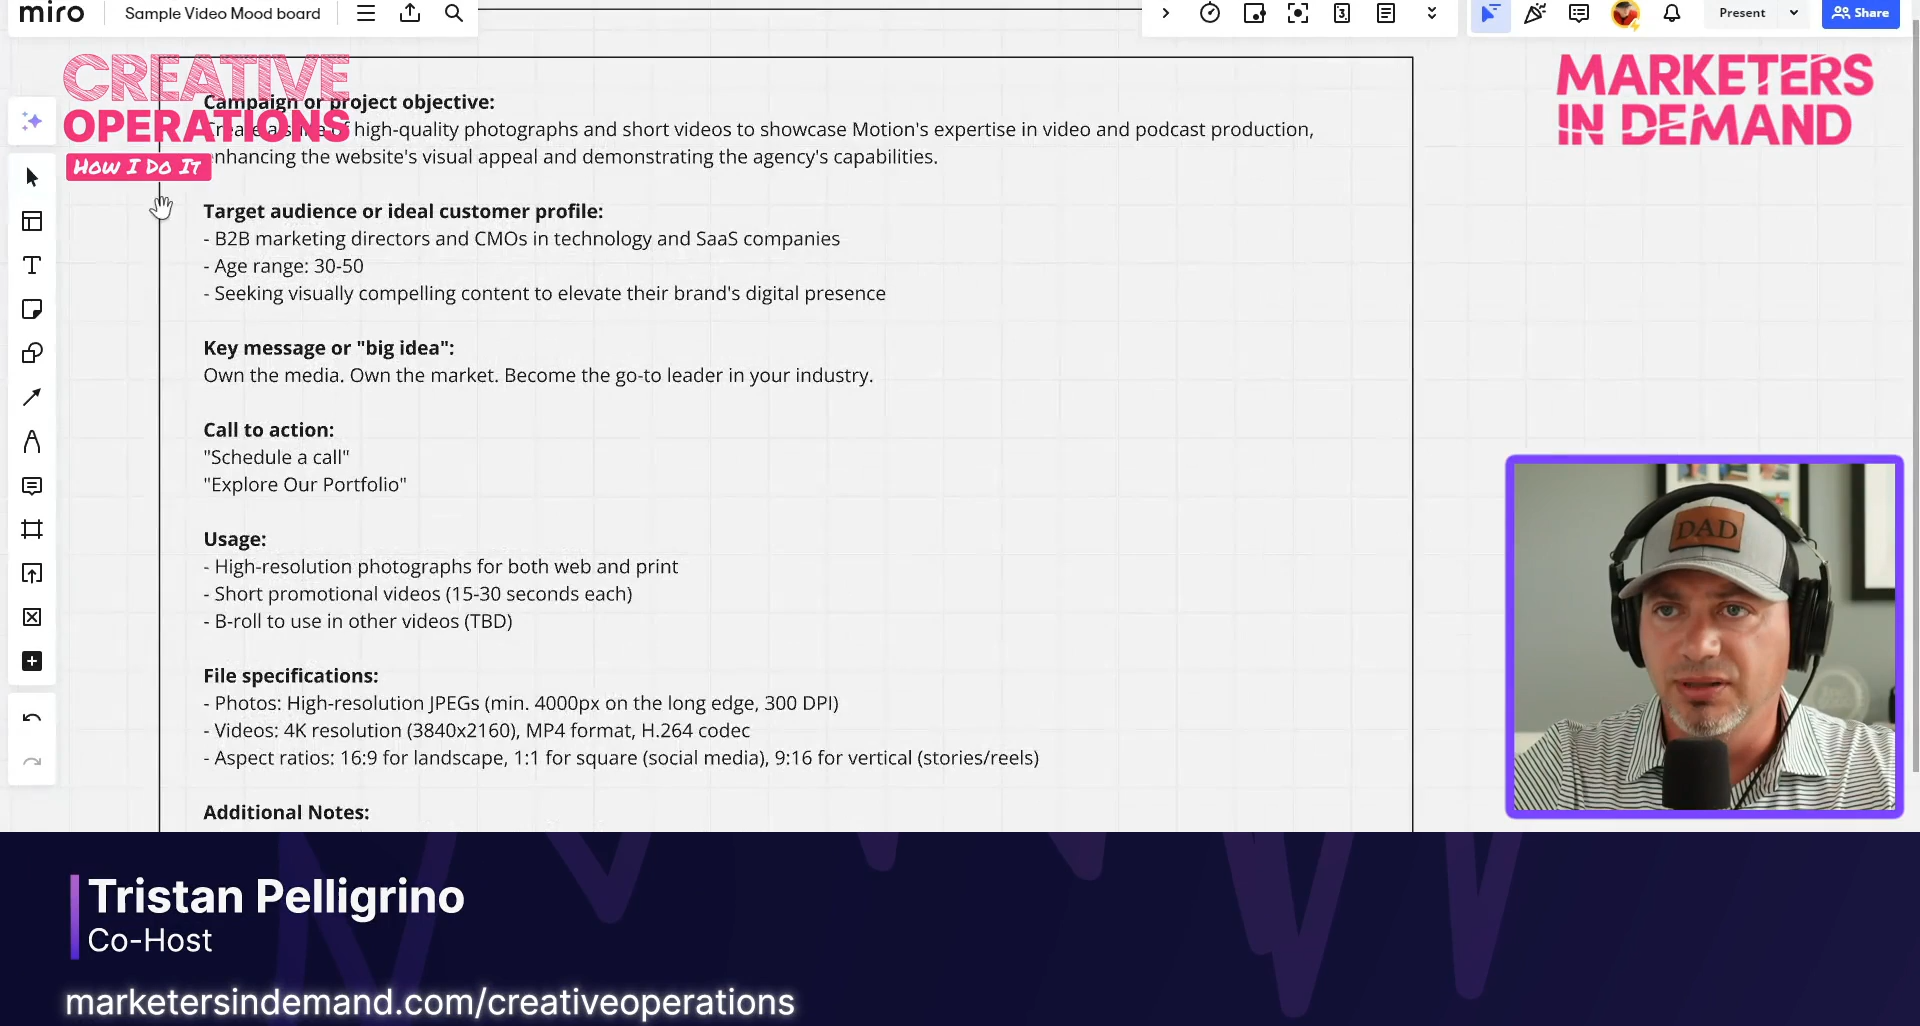 miro
Sample Video Mood board
Present
Share
CREATIVE
OPERATIONS
HOW I DO IT
MARKETERS
IN DEMAND
Campaign or project objective:
high-quality photographs and short videos to showcase Motion's expertise in video and podcast production,
enhancing the website's visual appeal and demonstrating the agency's capabilities.
Target audience or ideal customer profile:
- B2B marketing directors and CMOs in technology and SaaS companies
- Age range: 30-50
- Seeking visually compelling content to elevate their brand's digital presence
Key message or "big idea":
Own the media. Own the market. Become the go-to leader in your industry.
Call to action:
"Schedule a call"
"Explore Our Portfolio"
Usage:
- High-resolution photographs for both web and print
- Short promotional videos (15-30 seconds each)
- B-roll to use in other videos (TBD)
File specifications:
- Photos: High-resolution JPEGs (min. 4000px on the long edge, 300 DPI)
- Videos: 4K resolution (3840x2160), MP4 format, H.264 codec
- Aspect ratios: 16:9 for landscape, 1:1 for square (social media), 9:16 for vertical (stories/reels)
Additional Notes:
DAD
Tristan Pelligrino
Co-Host
marketersindemand.com/creativeoperations